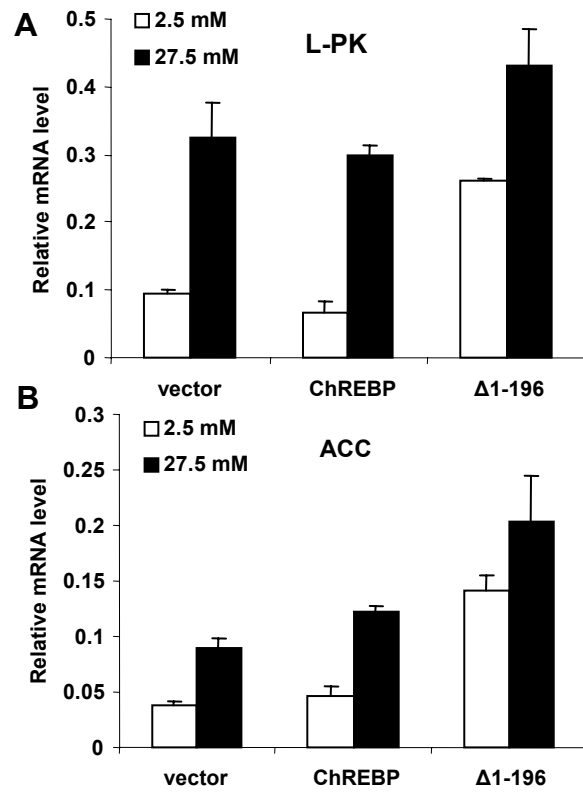 A
0.5
2.5 mM
L-PK
27.5 mM
0.4
0.3
0.2
0.1
0
Relative mRNA level
vector ChREBP Δ1-196
B
0.3
2.5 mM
ACC
27.5 mM
0.25
0.2
0.15
0.1
0.05
0
Relative mRNA level
vector ChREBP Δ1-196